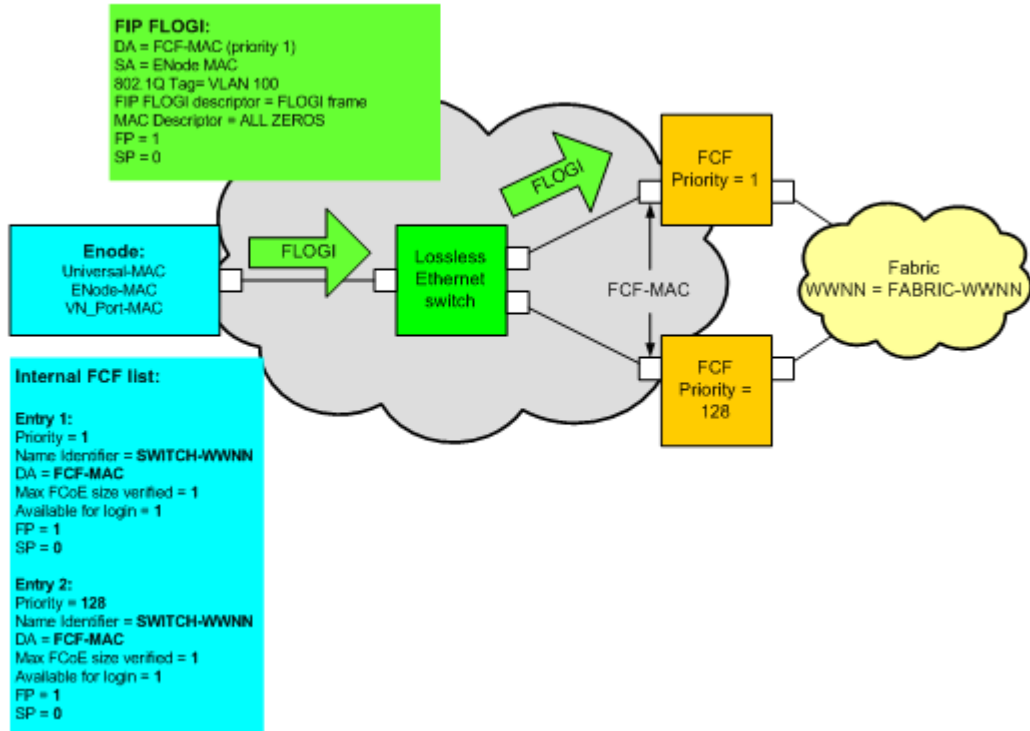 FIP FLOGI:
DA = FCF-MAC (priority 1)
SA = ENode MAC
802.1Q Tag= VLAN 100
FIP FLOGI descriptor = FLOGI frame
MAC Descriptor = ALL ZEROS
FP = 1
SP = 0
FLOGI
FCF
Priority = 1
Enode:
Universal-MAC
ENode-MAC
VN_Port-MAC
FLOGI
Lossless
Ethernet
switch
FCF-MAC
Fabric
WWNN = FABRIC-WWNN
FCF
Priority =
128
Internal FCF list:
Entry 1:
Priority = 1
Name Identifier = SWITCH-WWNN
DA = FCF-MAC
Max FCoE size verified = 1
Available for login = 1
FP = 1
SP = 0
Entry 2:
Priority = 128
Name Identifier = SWITCH-WWNN
DA = FCF-MAC
Max FCoE size verified = 1
Available for login = 1
FP = 1
SP = 0